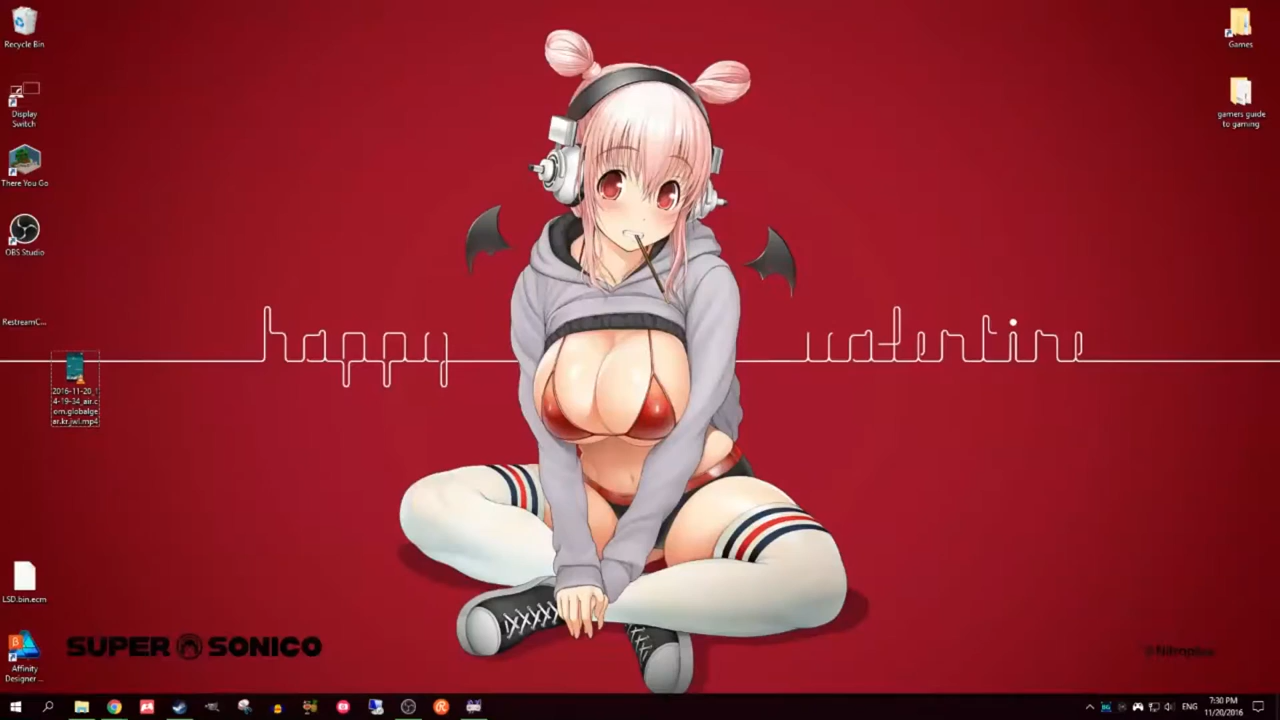 Recycle Bin
Display
Switch
There You Go
OBS Studio
RestreamC...
2016-11-20_1
4-19-34_air.c
om.globalge
ar.kr.jwl.mp4
LSD.bin.ecm
Affinity
Designer ...
Games
gamers guide
to gaming
happy valentine
SUPER SONICO
©Nitroplus
ENG
7:30 PM
11/20/2016